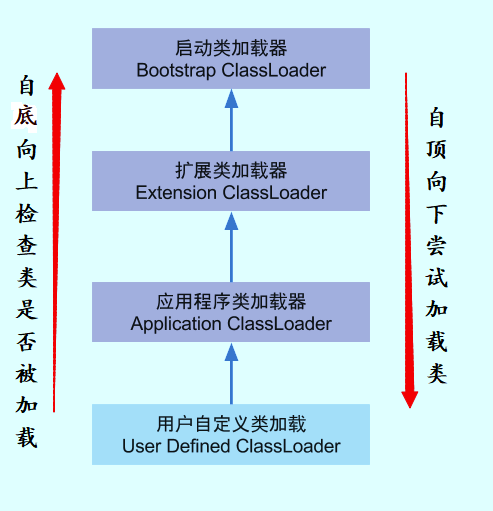 启动类加载器
Bootstrap ClassLoader
扩展类加载器
Extension ClassLoader
应用程序类加载器
Application ClassLoader
用户自定义类加载
User Defined ClassLoader
自底向上检查类是否被加载
自顶向下尝试加载类